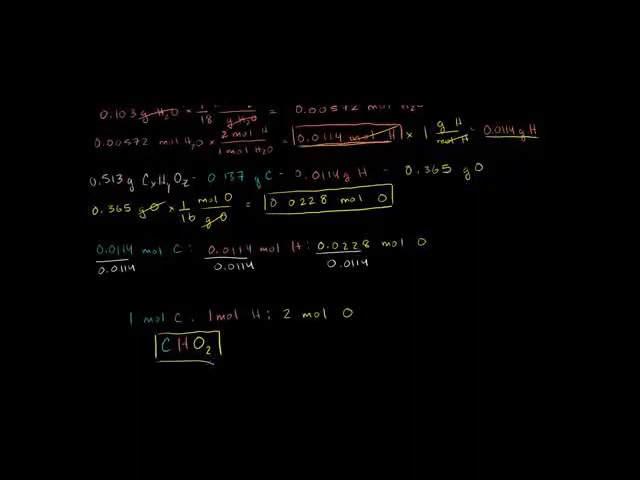 0.103 g H₂O × 1/18 g H₂O = 0.00572 mol H₂O
0.00572 mol H₂O × 2 mol H/1 mol H₂O = 0.0114 mol H × 1 g H/mol H = 0.0114 g H
0.513 g CₓHᵧO_z - 0.137 g C - 0.0114 g H - 0.365 g O
0.365 g O × 1/16 mol O/g O = 0.0228 mol O
0.0114/0.0114 mol C : 0.0114/0.0114 mol H : 0.0228/0.0114 mol O
1 mol C : 1 mol H : 2 mol O
CHO₂